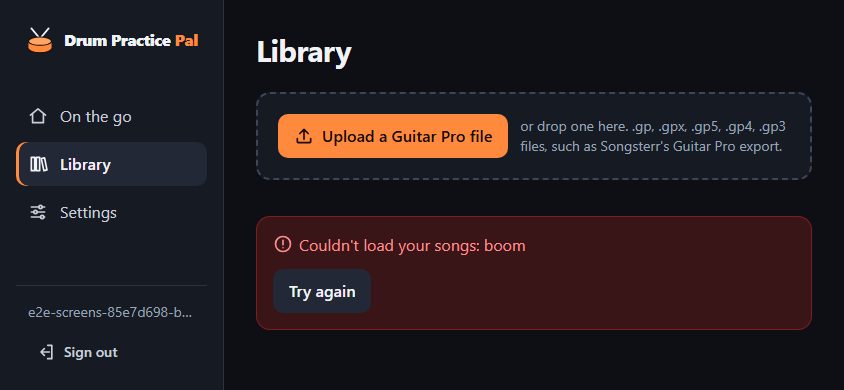 Drum Practice Pal
On the go
Library
Settings
e2e-screens-85e7d698-b...
Sign out
Library
Upload a Guitar Pro file
or drop one here. .gp, .gpx, .gp5, .gp4, .gp3
files, such as Songsterr's Guitar Pro export.
Couldn't load your songs: boom
Try again